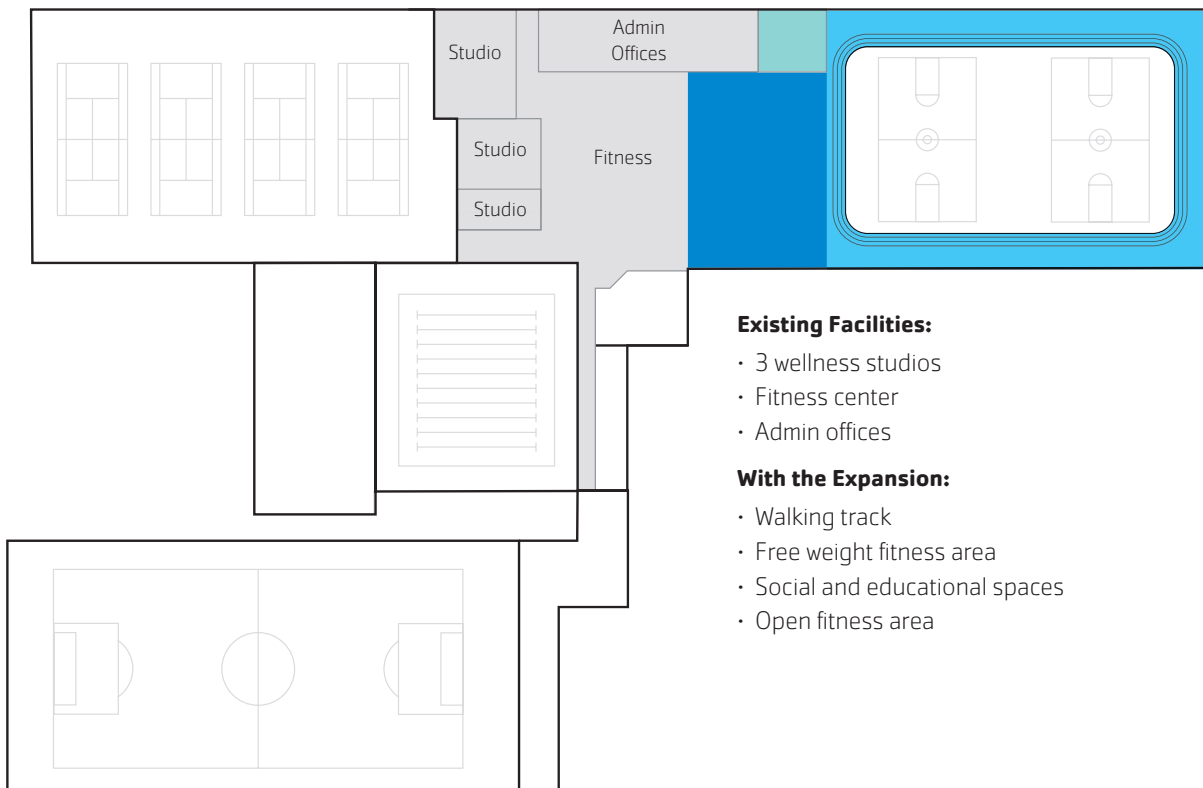 Studio
Admin
Offices
Studio
Fitness
Studio
Existing Facilities:
· 3 wellness studios
· Fitness center
· Admin offices
With the Expansion:
· Walking track
· Free weight fitness area
· Social and educational spaces
· Open fitness area